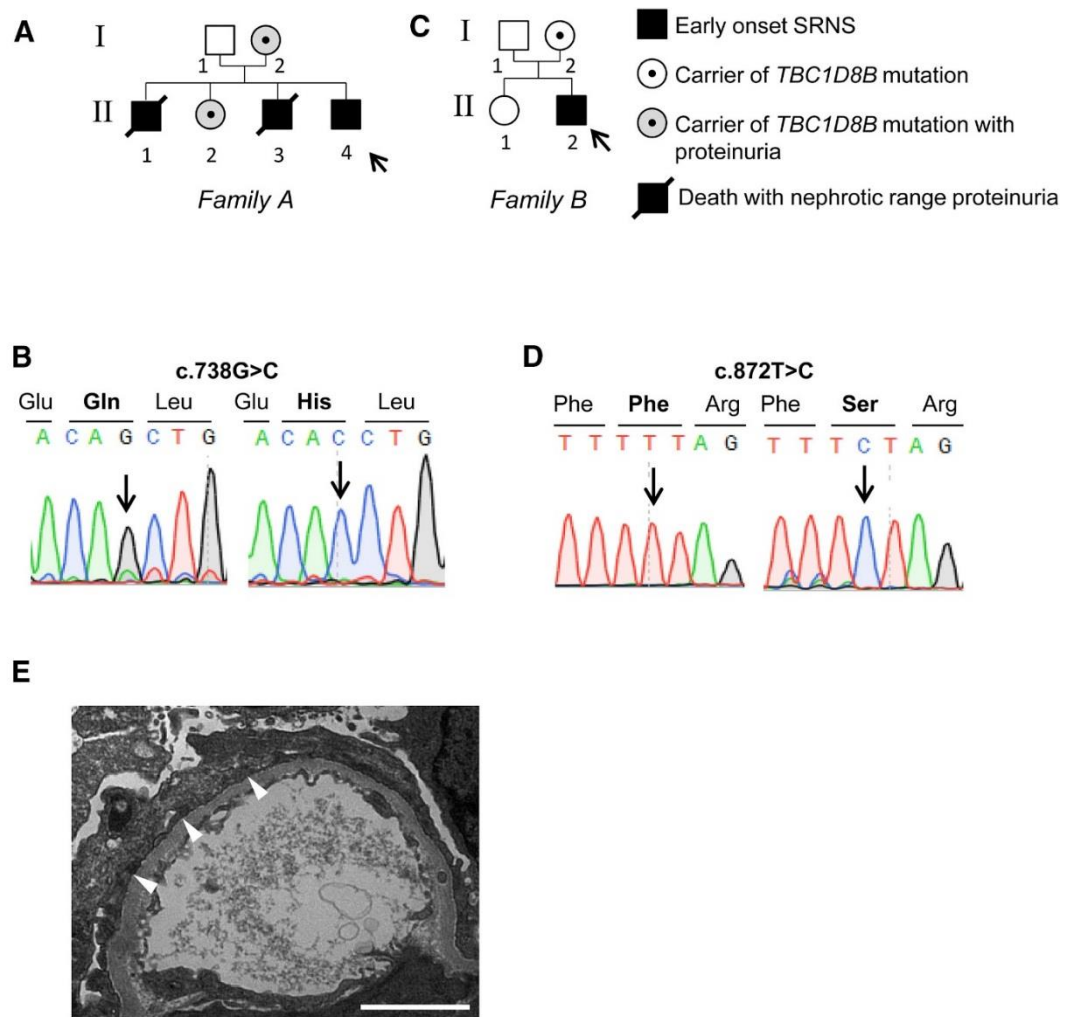 A
I
1 2
II
1 2 3 4
Family A
C
I
1 2
II
1 2
Family B
Early onset SRNS
Carrier of TBC1D8B mutation
Carrier of TBC1D8B mutation with
proteinuria
Death with nephrotic range proteinuria
B
c.738G>C
Glu Gln Leu Glu His Leu
A C A G C T G A C A C C T G
D
c.872T>C
Phe Phe Arg Phe Ser Arg
T T T T T A G T T T C T A G
E